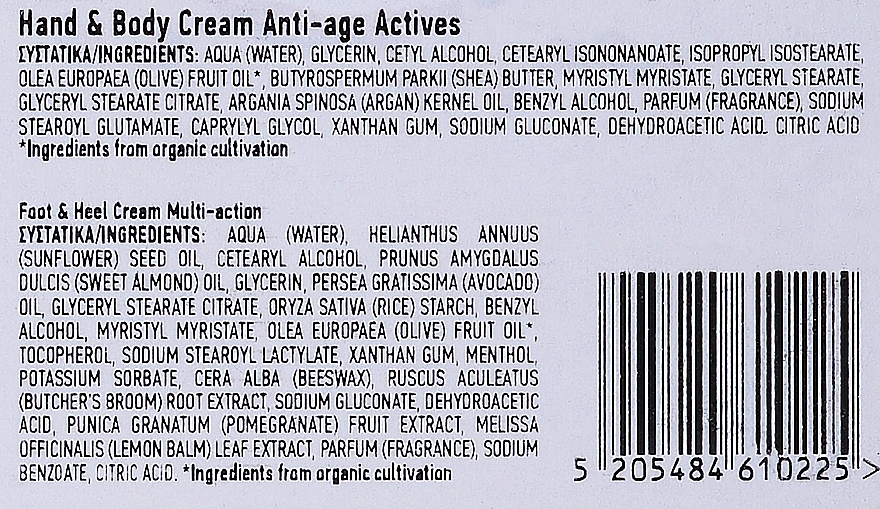 Hand & Body Cream Anti-age Actives
ΣΥΣΤΑΤΙΚΑ/INGREDIENTS: AQUA (WATER), GLYCERIN, CETYL ALCOHOL, CETEARYL ISONONANOATE, ISOPROPYL ISOSTEARATE,
OLEA EUROPAEA (OLIVE) FRUIT OIL*, BUTYROSPERMUM PARKII (SHEA) BUTTER, MYRISTYL MYRISTATE, GLYCERYL STEARATE,
GLYCERYL STEARATE CITRATE, ARGANIA SPINOSA (ARGAN) KERNEL OIL, BENZYL ALCOHOL, PARFUM (FRAGRANCE), SODIUM
STEAROYL GLUTAMATE, CAPRYLYL GLYCOL, XANTHAN GUM, SODIUM GLUCONATE, DEHYDROACETIC ACID. CITRIC ACID
*Ingredients from organic cultivation
Foot & Heel Cream Multi-action
ΣΥΣΤΑΤΙΚΑ/INGREDIENTS: AQUA (WATER), HELIANTHUS ANNUUS
(SUNFLOWER) SEED OIL, CETEARYL ALCOHOL, PRUNUS AMYGDALUS
DULCIS (SWEET ALMOND) OIL, GLYCERIN, PERSEA GRATISSIMA (AVOCADO)
OIL, GLYCERYL STEARATE CITRATE, ORYZA SATIVA (RICE) STARCH, BENZYL
ALCOHOL, MYRISTYL MYRISTATE, OLEA EUROPAEA (OLIVE) FRUIT OIL*,
TOCOPHEROL, SODIUM STEAROYL LACTYLATE, XANTHAN GUM, MENTHOL,
POTASSIUM SORBATE, CERA ALBA (BEESWAX), RUSCUS ACULEATUS
(BUTCHER'S BROOM) ROOT EXTRACT, SODIUM GLUCONATE, DEHYDROACETIC
ACID, PUNICA GRANATUM (POMEGRANATE) FRUIT EXTRACT, MELISSA
OFFICINALIS (LEMON BALM) LEAF EXTRACT, PARFUM (FRAGRANCE), SODIUM
BENZOATE, CITRIC ACID. *Ingredients from organic cultivation
5 205484 610225 >